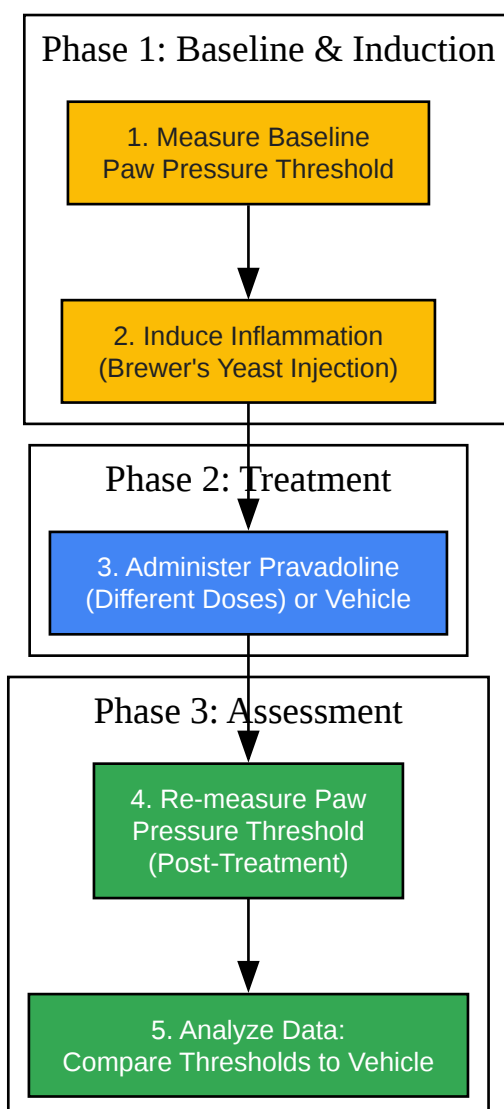 Phase 1: Baseline & Induction
1. Measure Baseline
Paw Pressure Threshold
2. Induce Inflammation
(Brewer's Yeast Injection)
Phase 2: Treatment
3. Administer Pravadoline
(Different Doses) or Vehicle
Phase 3: Assessment
4. Re-measure Paw
Pressure Threshold
(Post-Treatment)
5. Analyze Data:
Compare Thresholds to Vehicle